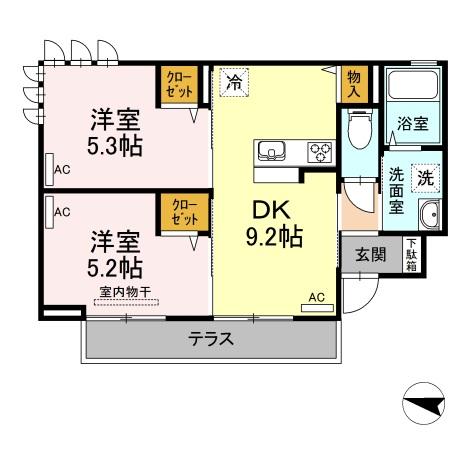 クロー
ゼット
冷
物
入
洋室
5.3帖
浴室
AC
洗
面
室
洗
AC
クロー
ゼット
DK
9.2帖
洋室
5.2帖
室内物干
玄関
下
駄
箱
AC
テラス